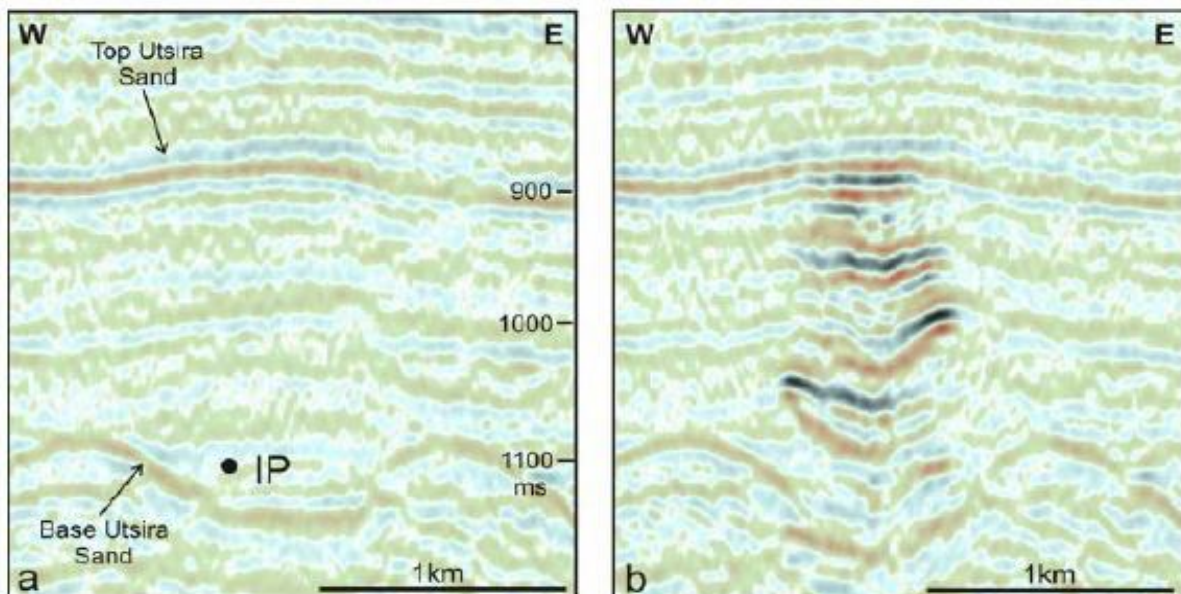 W
E
Top Utsira
Sand
900
1000
IP
1100
ms
Base Utsira
Sand
a
1km
W
E
b
1km